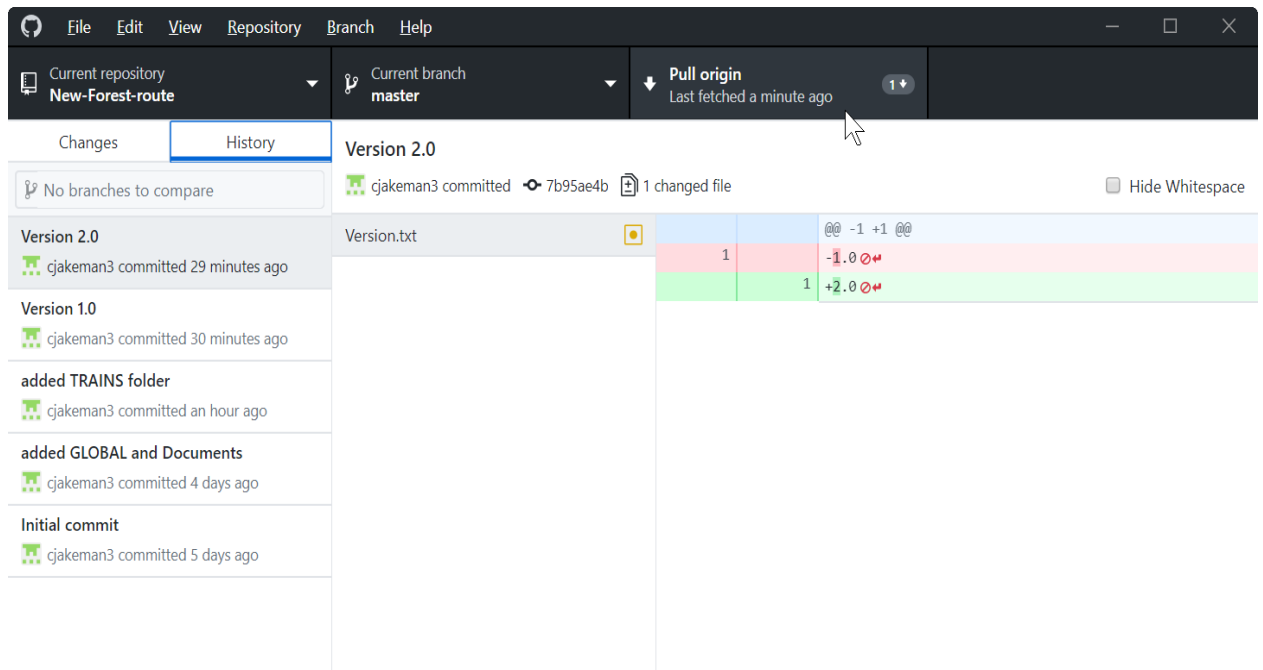 File Edit View Repository Branch Help
Current repository
New-Forest-route
Current branch
master
Pull origin
Last fetched a minute ago
1
Changes
History
No branches to compare
Version 2.0
cjakeman3 committed 29 minutes ago
Version 1.0
cjakeman3 committed 30 minutes ago
added TRAINS folder
cjakeman3 committed an hour ago
added GLOBAL and Documents
cjakeman3 committed 4 days ago
Initial commit
cjakeman3 committed 5 days ago
Version 2.0
cjakeman3 committed 7b95ae4b 1 changed file
Hide Whitespace
Version.txt
@@ -1 +1 @@
1 -1.0
1 +2.0